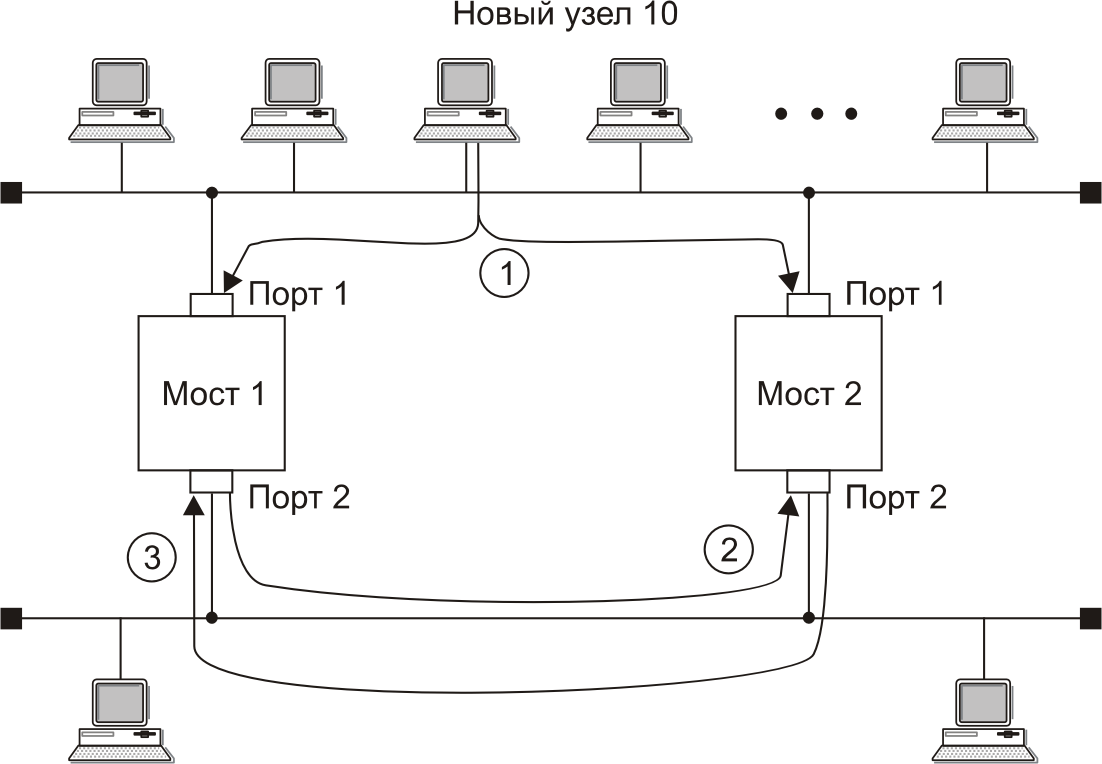 Новый узел 10
1
Порт 1
Порт 1
Мост 1
Мост 2
Порт 2
Порт 2
3
2